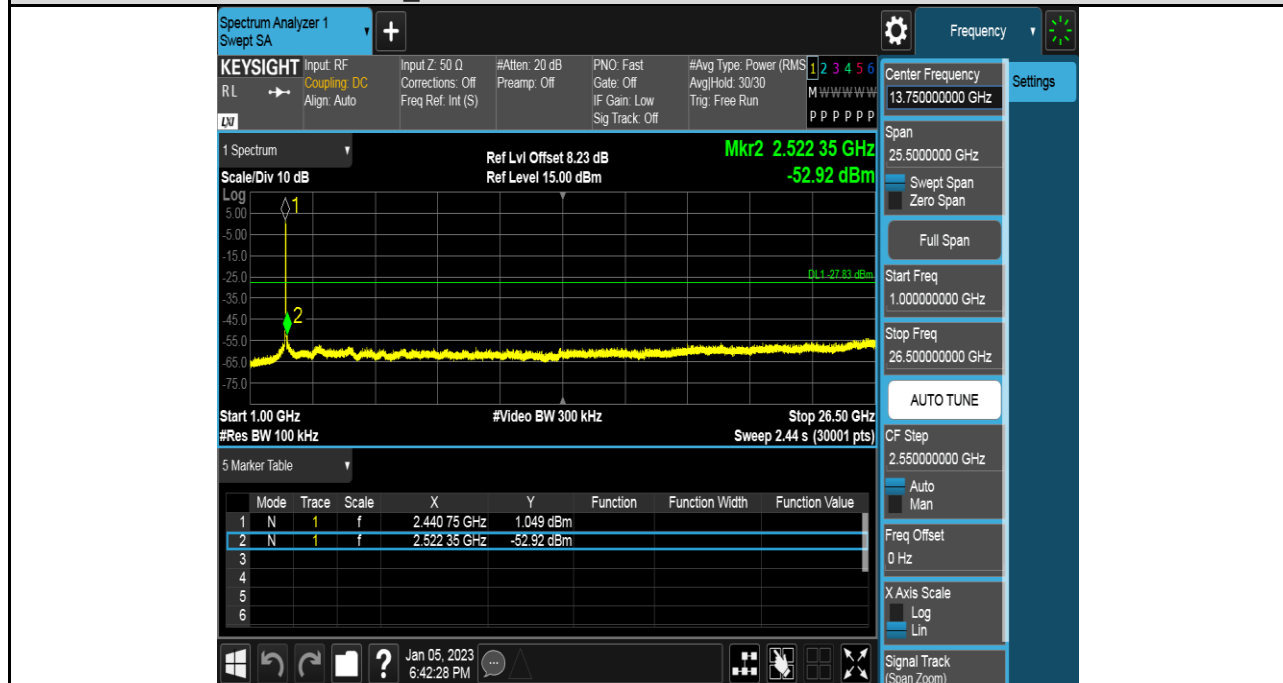 Spectrum Analyzer 1
Swept SA
+
Frequency
KEYSIGHT
RL
LXI
Input: RF
Coupling: DC
Align: Auto
Input Z: 50 Ω
Corrections: Off
Freq Ref: Int (S)
#Atten: 20 dB
Preamp: Off
PNO: Fast
Gate: Off
IF Gain: Low
Sig Track: Off
#Avg Type: Power (RMS
Avg|Hold: 30/30
Trig: Free Run
1 2 3 4 5 6
M W W W W W
P P P P P P
1 Spectrum
Scale/Div 10 dB
Ref Lvl Offset 8.23 dB
Ref Level 15.00 dBm
Mkr2 2.522 35 GHz
-52.92 dBm
Log
5.00
-5.00
-15.0
-25.0
-35.0
-45.0
-55.0
-65.0
-75.0
1
2
DL1 -27.83 dBm
Start 1.00 GHz
#Video BW 300 kHz
Stop 26.50 GHz
#Res BW 100 kHz
Sweep 2.44 s (30001 pts)
5 Marker Table
Mode Trace Scale X Y Function Function Width Function Value
1 N 1 f 2.440 75 GHz 1.049 dBm
2 N 1 f 2.522 35 GHz -52.92 dBm
3
4
5
6
?
Jan 05, 2023
6:42:28 PM
Center Frequency
13.750000000 GHz
Settings
Span
25.5000000 GHz
Swept Span
Zero Span
Full Span
Start Freq
1.000000000 GHz
Stop Freq
26.50000000 GHz
AUTO TUNE
CF Step
2.550000000 GHz
Auto
Man
Freq Offset
0 Hz
X Axis Scale
Log
Lin
Signal Track
(Span Zoom)